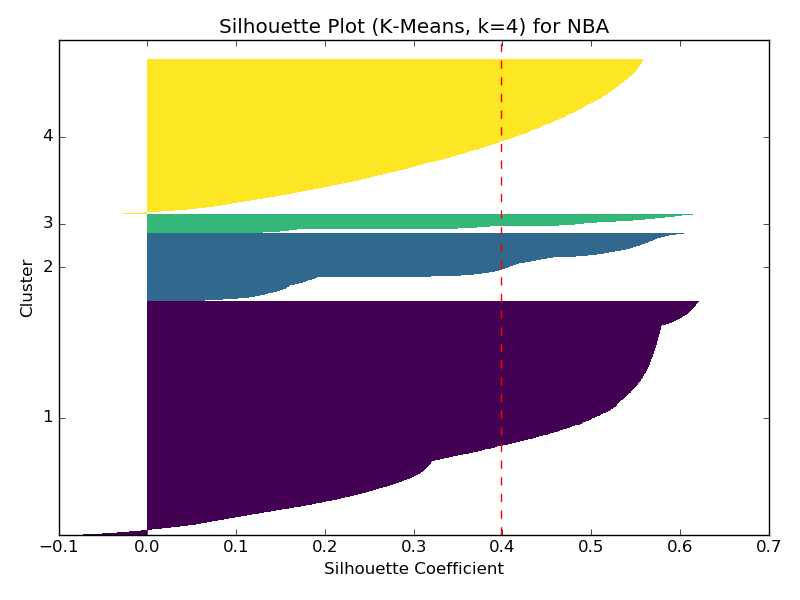 Silhouette Plot (K-Means, k=4) for NBA
4
3
2
1
Cluster
−0.1 0.0 0.1 0.2 0.3 0.4 0.5 0.6 0.7
Silhouette Coefficient